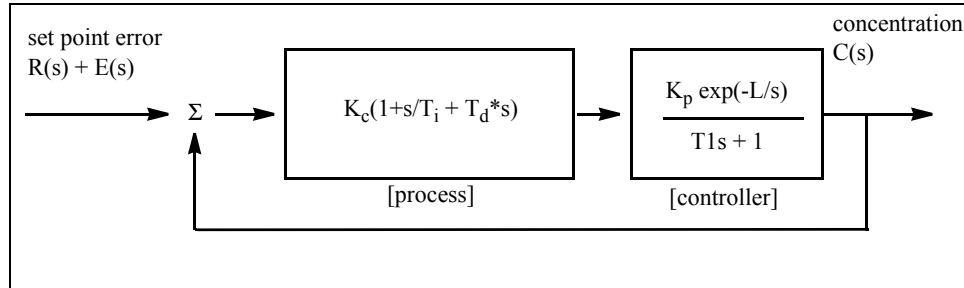 set point error
R(s) + E(s)
concentration
C(s)
Σ
K_c(1+s/T_i + T_d*s)
K_p exp(-L/s)
T1s + 1
[process]
[controller]